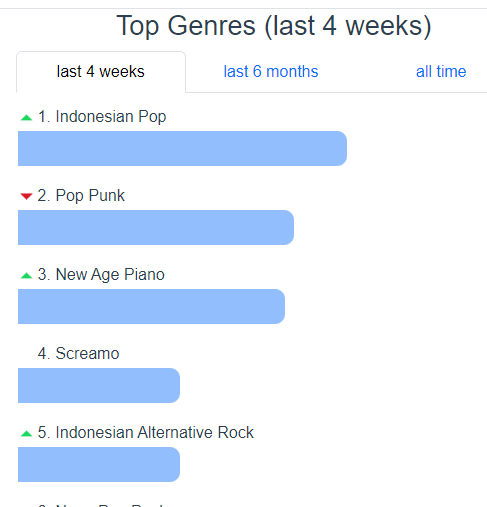 Top Genres (last 4 weeks)
last 4 weeks last 6 months all time
1. Indonesian Pop
2. Pop Punk
3. New Age Piano
4. Screamo
5. Indonesian Alternative Rock